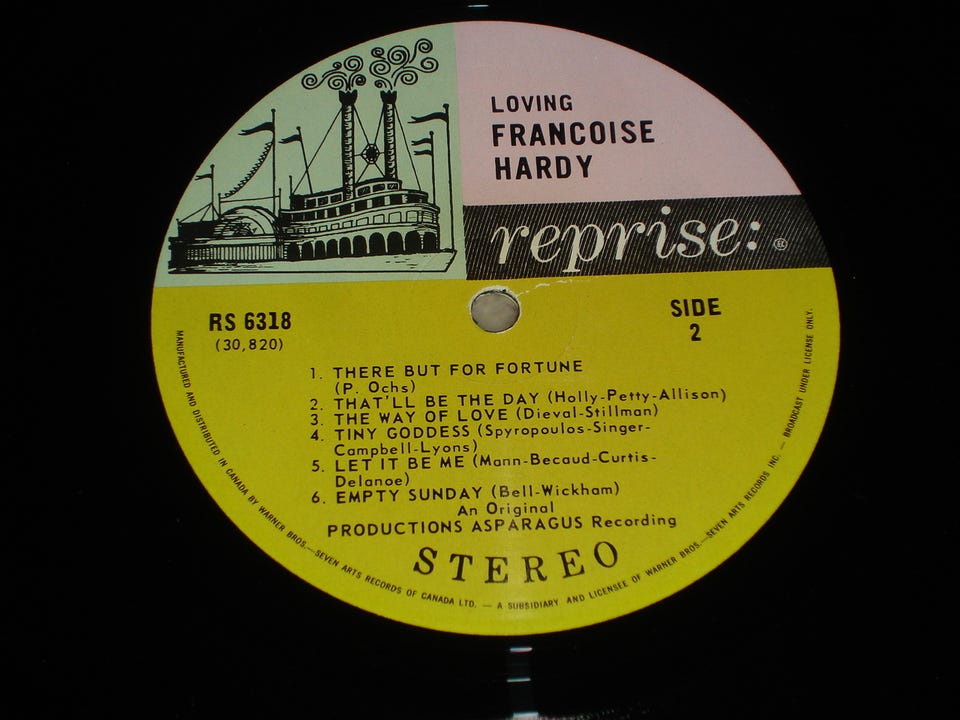 LOVING
FRANCOISE
HARDY
reprise: ®
RS 6318
(30,820)
SIDE
2
1. THERE BUT FOR FORTUNE
(P. Ochs)
2. THAT'LL BE THE DAY (Holly-Petty-Allison)
3. THE WAY OF LOVE (Dieval-Stillman)
4. TINY GODDESS (Spyropoulos-Singer-
Campbell-Lyons)
5. LET IT BE ME (Mann-Becaud-Curtis-
Delanoe)
6. EMPTY SUNDAY (Bell-Wickham)
An Original
PRODUCTIONS ASPARAGUS Recording
STEREO
MANUFACTURED AND DISTRIBUTED IN CANADA BY WARNER BROS.—SEVEN ARTS RECORDS OF CANADA LTD. — A SUBSIDIARY AND LICENSEE OF WARNER BROS.—SEVEN ARTS RECORDS INC. — BROADCAST UNDER LICENSE ONLY.